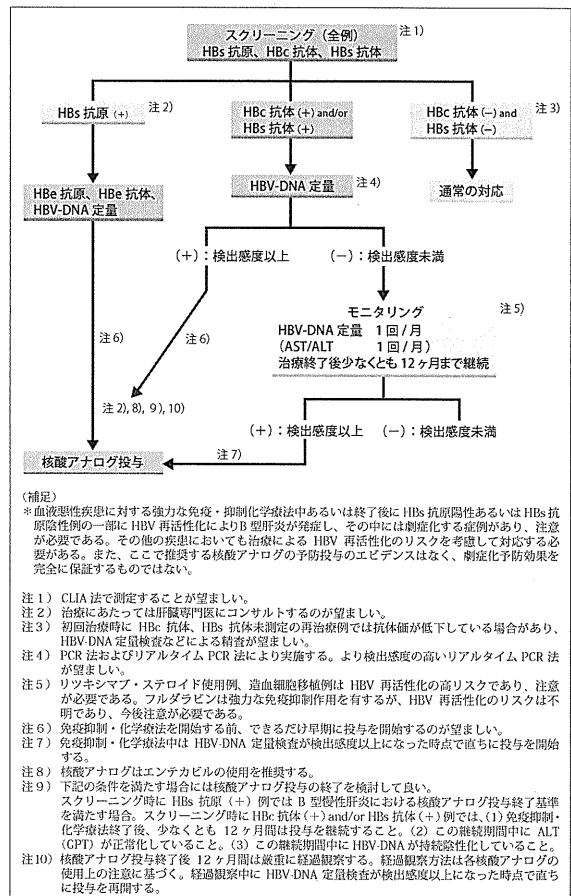 スクリーニング（全例）
HBs 抗原、HBc 抗体、HBs 抗体
注1)
HBs 抗原（+）
注2)
HBc 抗体（+）and/or
HBs 抗体（+）
HBc 抗体（−）and
HBs 抗体（−）
注3)
HBe 抗原、HBe 抗体、
HBV-DNA 定量
HBV-DNA 定量
注4)
通常の対応
（+）：検出感度以上
（−）：検出感度未満
注6)
注6)
モニタリング
注5)
HBV-DNA 定量 1回/月
（AST/ALT 1回/月）
治療終了後少なくとも12ヶ月まで継続
注2), 8), 9), 10)
（+）：検出感度以上
（−）：検出感度未満
核酸アナログ投与
注7)
（補足）
＊血液悪性疾患に対する強力な免疫・抑制化学療法中あるいは終了後に HBs 抗原陽性あるいは HBs 抗
原陰性例の一部に HBV 再活性化によりB 型肝炎が発症し、その中には劇症化する症例があり、注意
が必要である。その他の疾患においても治療による HBV 再活性化のリスクを考慮して対応する必
要がある。また、ここで推奨する核酸アナログの予防投与のエビデンスはなく、劇症化予防効果を
完全に保証するものではない。
注1）CLIA 法で測定することが望ましい。
注2）治療にあたっては肝臓専門医にコンサルトするのが望ましい。
注3）初回治療時に HBc 抗体、HBs 抗体未測定の再治療例では抗体価が低下している場合があり、
HBV-DNA 定量検査などによる精査が望ましい。
注4）PCR 法およびリアルタイム PCR 法により実施する。より検出感度の高いリアルタイム PCR 法
が望ましい。
注5）リツキシマブ・ステロイド使用例、造血細胞移植例は HBV 再活性化の高リスクであり、注意
が必要である。フルダラビンは強力な免疫抑制作用を有するが、HBV 再活性化のリスクは不
明であり、今後注意が必要である。
注6）免疫抑制・化学療法を開始する前、できるだけ早期に投与を開始するのが望ましい。
注7）免疫抑制・化学療法中は HBV-DNA 定量検査が検出感度以上になった時点で直ちに投与を開始
する。
注8）核酸アナログはエンテカビルの使用を推奨する。
注9）下記の条件を満たす場合には核酸アナログ投与の終了を検討して良い。
スクリーニング時に HBs 抗原（+）例では B 型慢性肝炎における核酸アナログ投与終了基準
を満たす場合。スクリーニング時に HBc 抗体（+）and/or HBs 抗体（+）例では、(1) 免疫抑制・
化学療法終了後、少なくとも 12 ヶ月間は投与を継続すること。(2) この継続期間中に ALT
(GPT) が正常化していること。(3) この継続期間中に HBV-DNA が持続陰性化していること。
注10）核酸アナログ投与終了後 12 ヶ月間は厳重に経過観察する。経過観察方法は各核酸アナログの
使用上の注意に基づく。経過観察中に HBV-DNA 定量検査が検出感度以上になった時点で直ち
に投与を再開する。